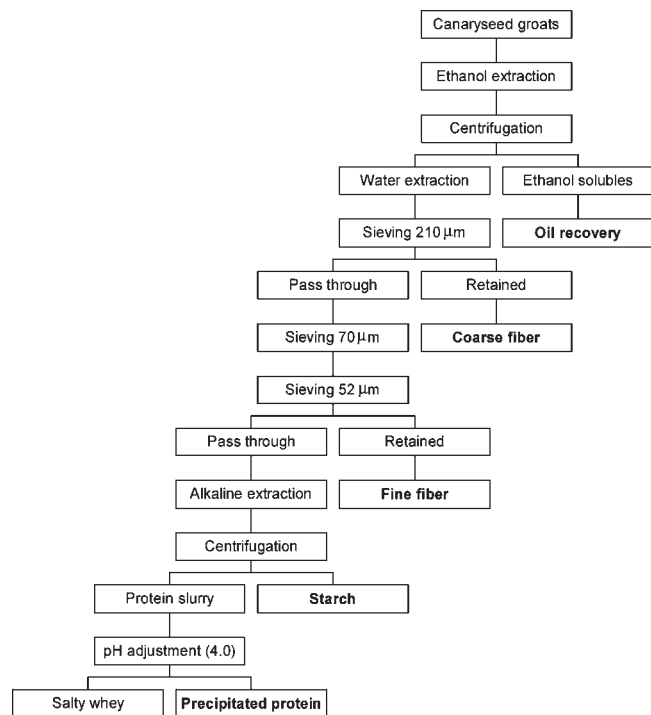 Canaryseed groats
Ethanol extraction
Centrifugation
Water extraction
Ethanol solubles
Sieving 210 μm
Oil recovery
Pass through
Retained
Sieving 70 μm
Coarse fiber
Sieving 52 μm
Pass through
Retained
Alkaline extraction
Fine fiber
Centrifugation
Protein slurry
Starch
pH adjustment (4.0)
Salty whey
Precipitated protein